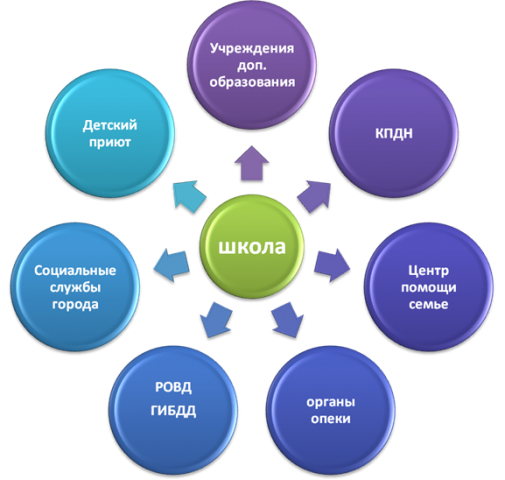 Учреждения
доп.
образования
КПДН
Центр
помощи
семье
органы
опеки
РОВД
ГИБДД
Социальные
службы
города
Детский
приют
школа